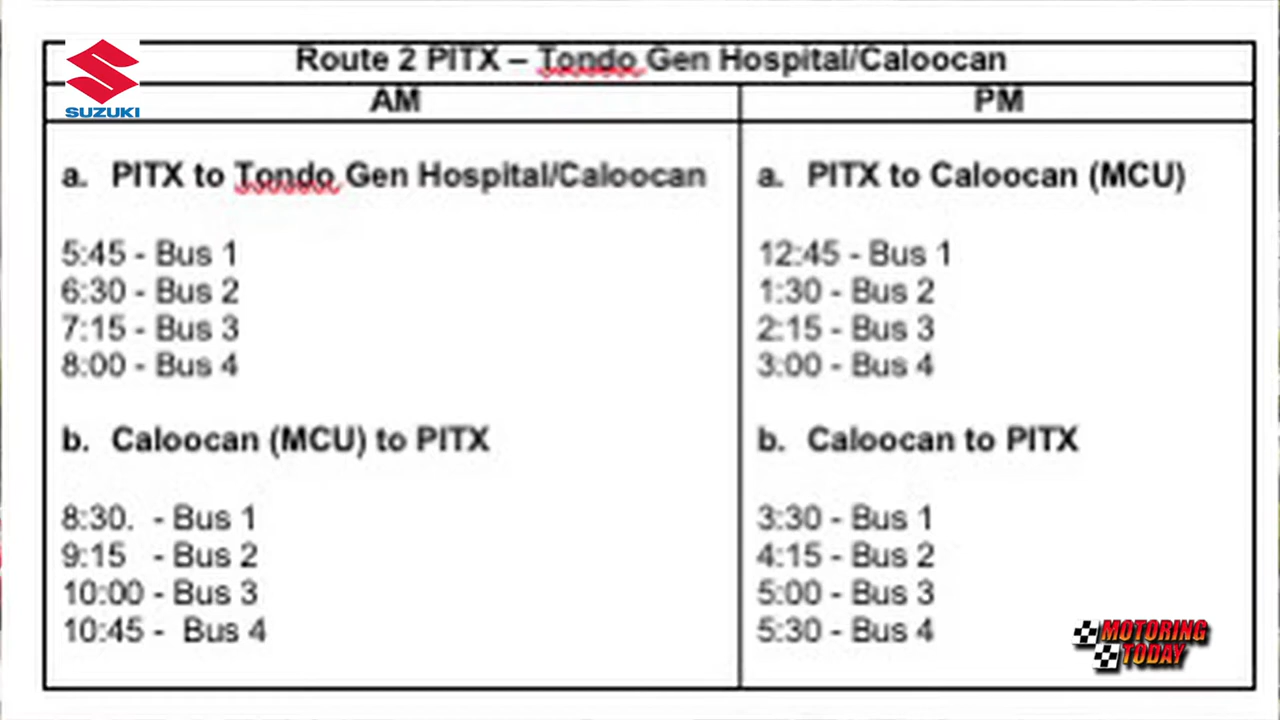 Route 2 PITX – Tondo Gen Hospital/Caloocan
SUZUKI
AM
PM
a. PITX to Tondo Gen Hospital/Caloocan
5:45 - Bus 1
6:30 - Bus 2
7:15 - Bus 3
8:00 - Bus 4
b. Caloocan (MCU) to PITX
8:30. - Bus 1
9:15 - Bus 2
10:00 - Bus 3
10:45 - Bus 4
a. PITX to Caloocan (MCU)
12:45 - Bus 1
1:30 - Bus 2
2:15 - Bus 3
3:00 - Bus 4
b. Caloocan to PITX
3:30 - Bus 1
4:15 - Bus 2
5:00 - Bus 3
5:30 - Bus 4
MOTORING
TODAY